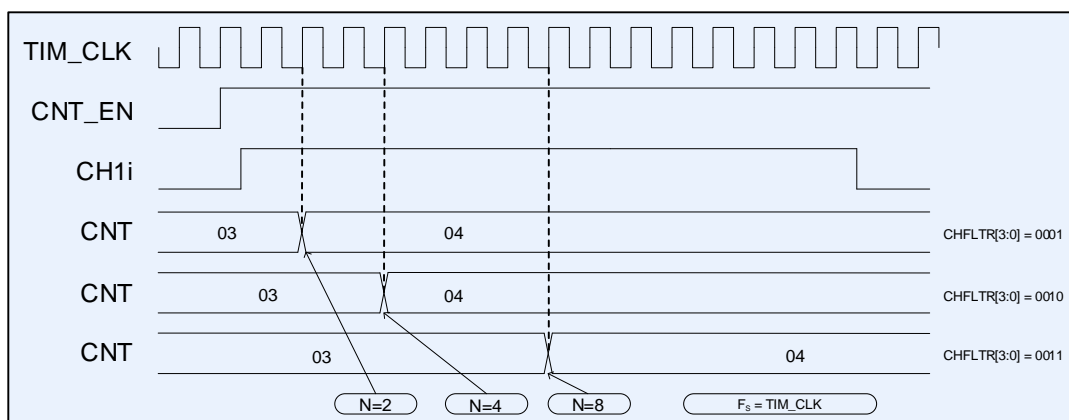 TIM_CLK
CNT_EN
CH1i
CNT 03 04 CHFLTR[3:0] = 0001
CNT 03 04 CHFLTR[3:0] = 0010
CNT 03 04 CHFLTR[3:0] = 0011
N=2 N=4 N=8 FS = TIM_CLK